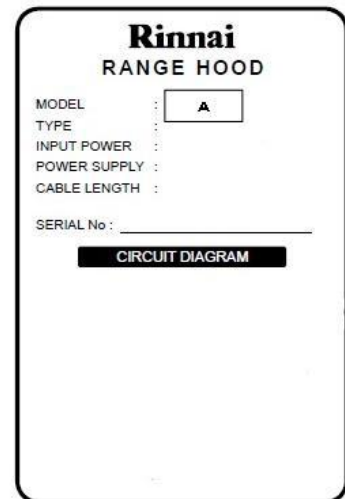 Rinnai
RANGE HOOD
MODEL : A
TYPE :
INPUT POWER :
POWER SUPPLY :
CABLE LENGTH :
SERIAL No :
CIRCUIT DIAGRAM